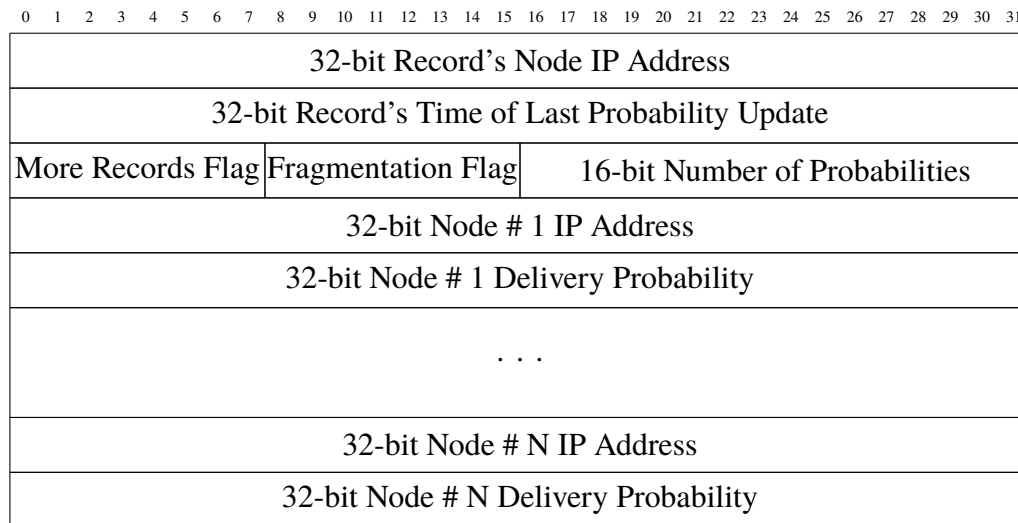 0 1 2 3 4 5 6 7 8 9 10 11 12 13 14 15 16 17 18 19 20 21 22 23 24 25 26 27 28 29 30 31
32-bit Record's Node IP Address
32-bit Record's Time of Last Probability Update
More Records Flag Fragmentation Flag 16-bit Number of Probabilities
32-bit Node # 1 IP Address
32-bit Node # 1 Delivery Probability
. . .
32-bit Node # N IP Address
32-bit Node # N Delivery Probability